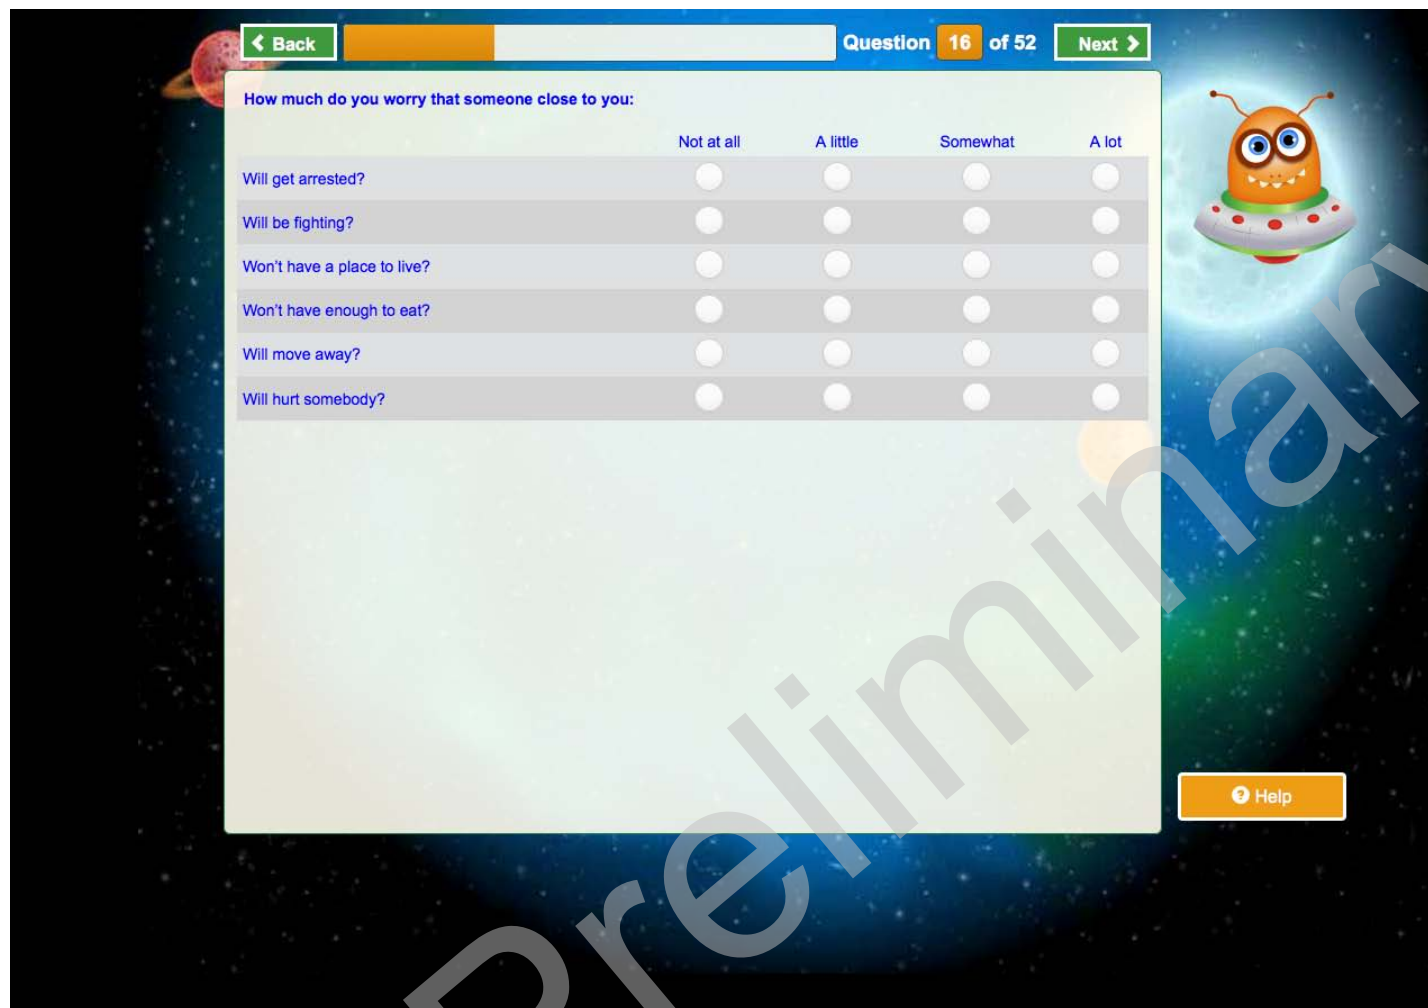 Back Question 16 of 52 Next
How much do you worry that someone close to you:
Not at all A little Somewhat A lot
Will get arrested?
Will be fighting?
Won't have a place to live?
Won't have enough to eat?
Will move away?
Will hurt somebody?
? Help
Preliminary